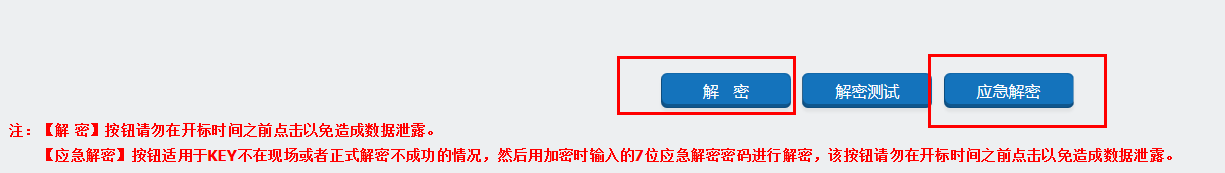 解 密 解密测试 应急解密
注：【解 密】按钮请勿在开标时间之前点击以免造成数据泄露。
【应急解密】按钮适用于KEY不在现场或者正式解密不成功的情况，然后用加密时输入的7位应急解密密码进行解密，该按钮请勿在开标时间之前点击以免造成数据泄露。